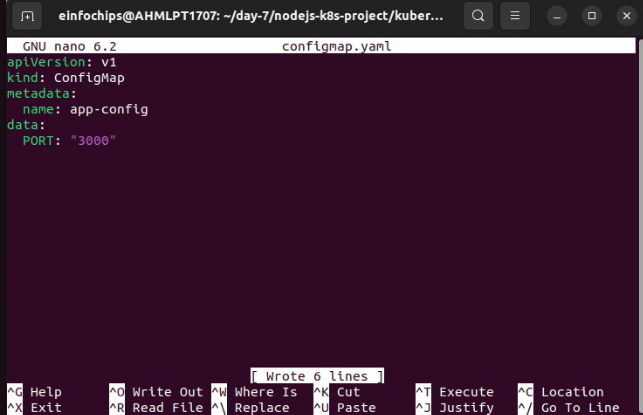 einfochips@AHMLPT1707: ~/day-7/nodejs-k8s-project/kuber...
GNU nano 6.2 configmap.yaml
apiVersion: v1
kind: ConfigMap
metadata:
  name: app-config
data:
  PORT: "3000"
[ Wrote 6 lines ]
^G Help ^O Write Out ^W Where Is ^K Cut ^T Execute ^C Location
^X Exit ^R Read File ^\ Replace ^U Paste ^J Justify ^/ Go To Line